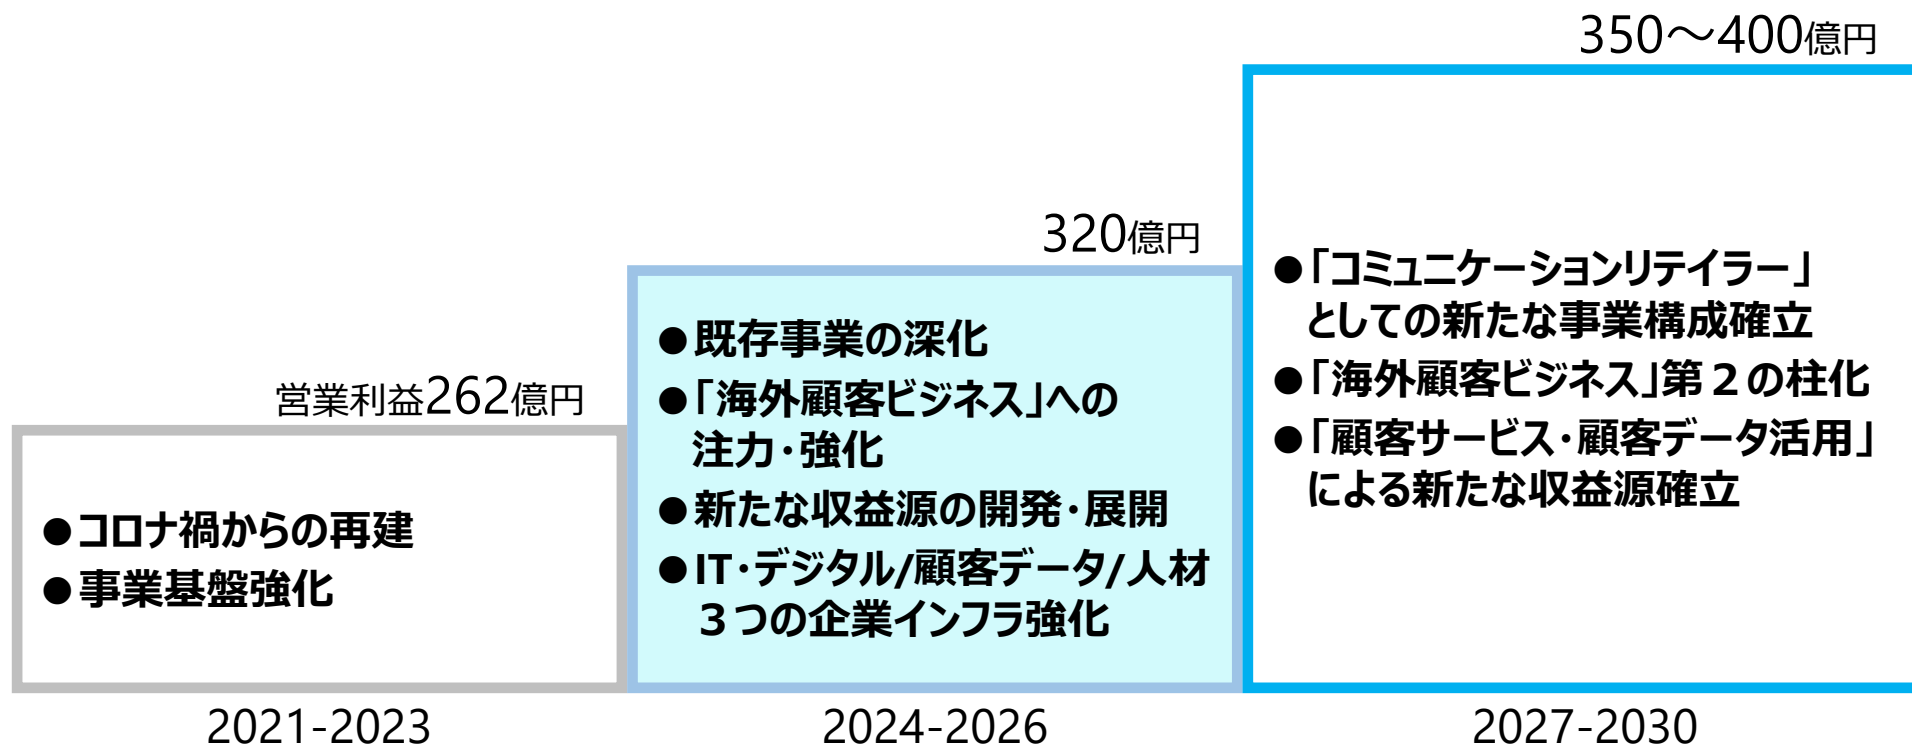 営業利益262億円
●コロナ禍からの再建
●事業基盤強化
2021-2023
320億円
●既存事業の深化
●「海外顧客ビジネス」への
注力・強化
●新たな収益源の開発・展開
●IT・デジタル/顧客データ/人材
３つの企業インフラ強化
2024-2026
350～400億円
●「コミュニケーションリテイラー」
としての新たな事業構成確立
●「海外顧客ビジネス」第２の柱化
●「顧客サービス・顧客データ活用」
による新たな収益源確立
2027-2030